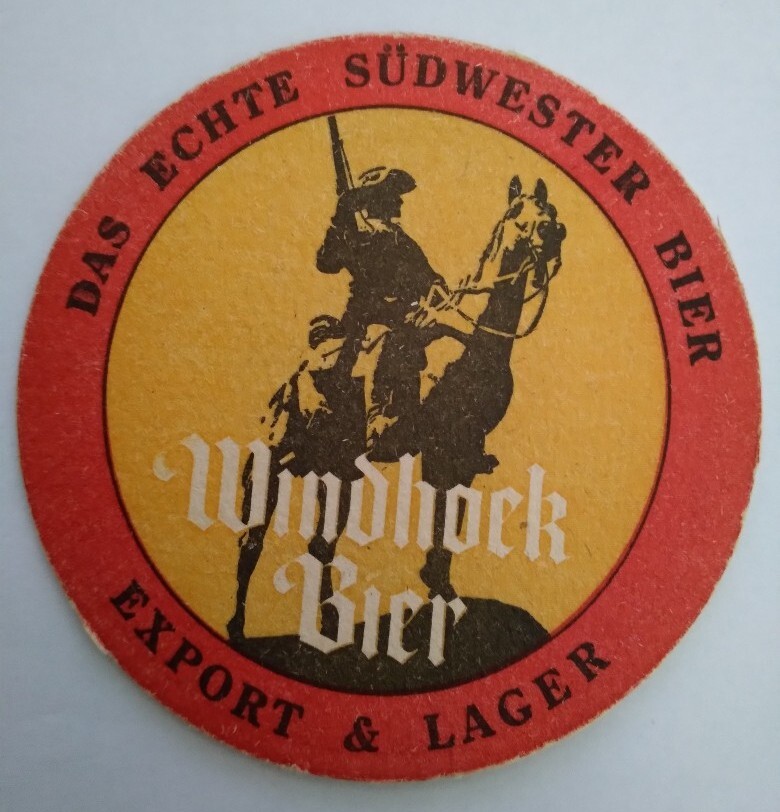 DAS ECHTE SÜDWESTER BIER
Windhoek
Bier
EXPORT & LAGER